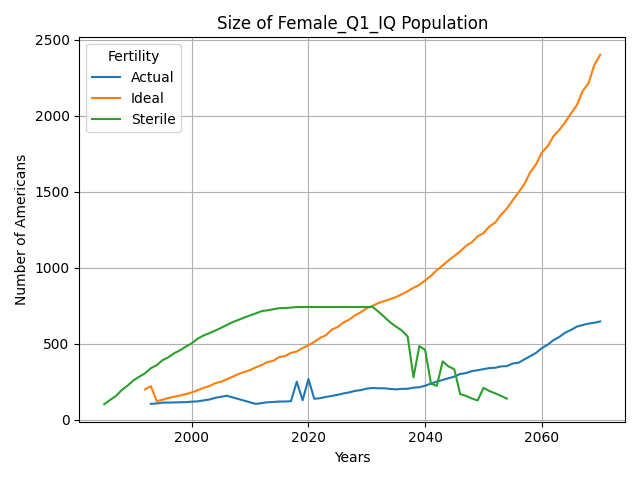 Size of Female_Q1_IQ Population
Fertility
Actual
Ideal
Sterile
Number of Americans
2500
2000
1500
1000
500
0
2000
2020
2040
2060
Years